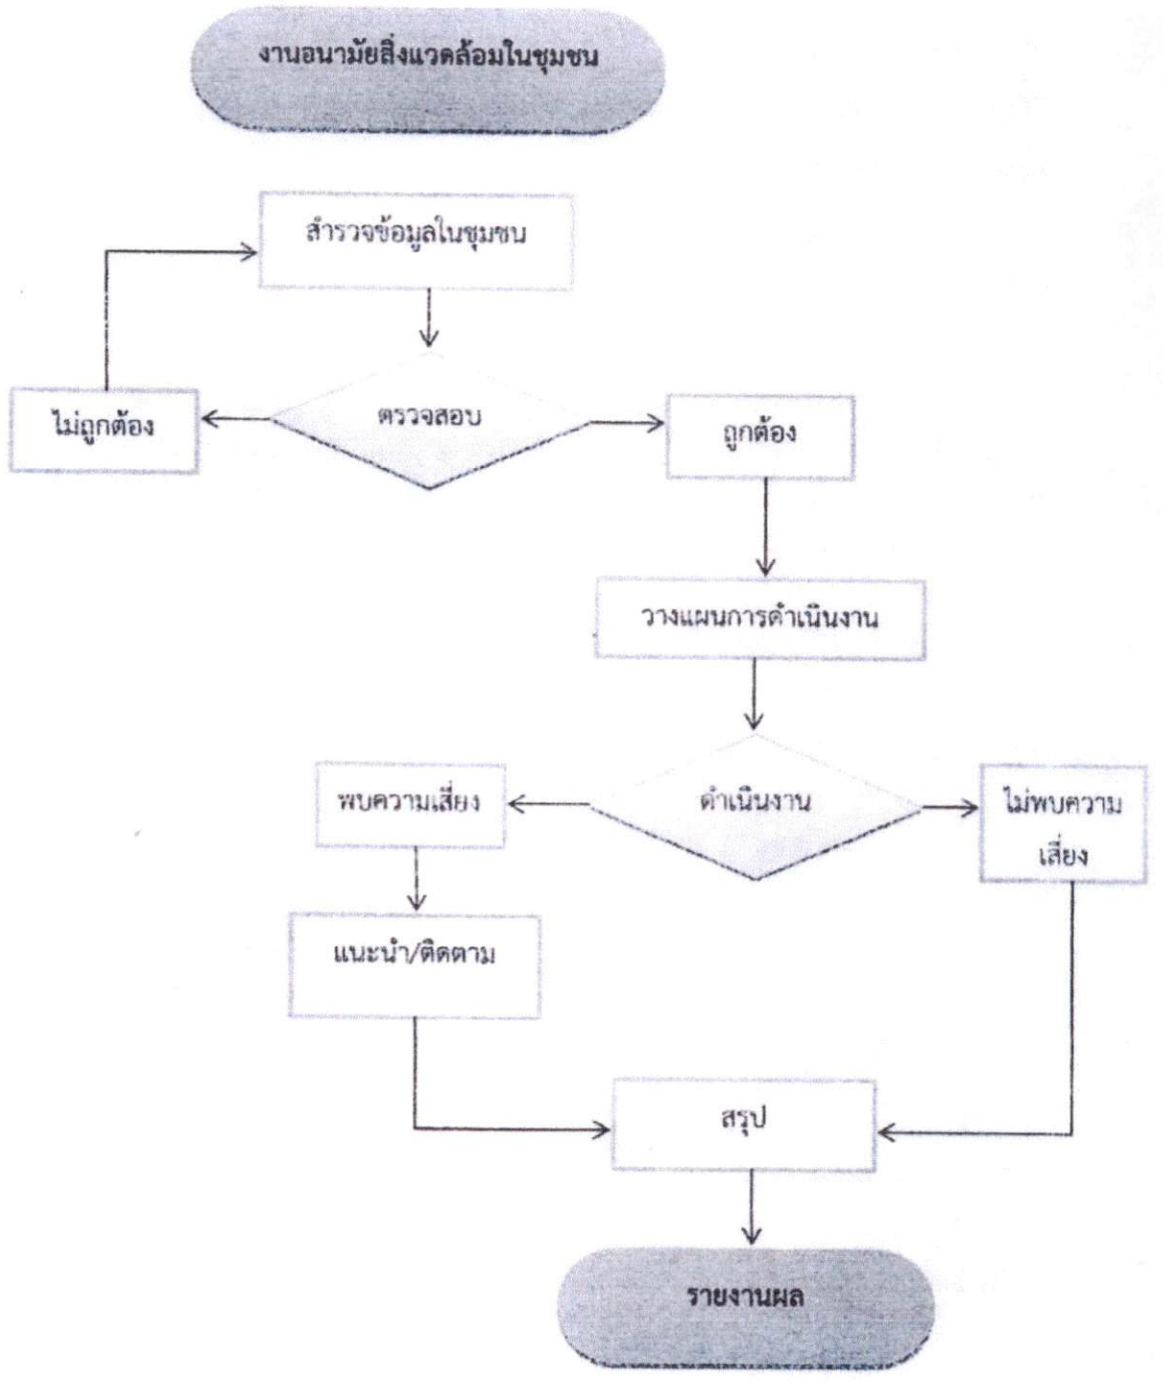 งานอนามัยสิ่งแวดล้อมในชุมชน
สำรวจข้อมูลในชุมชน
ไม่ถูกต้อง
ตรวจสอบ
ถูกต้อง
วางแผนการดำเนินงาน
พบความเสี่ยง
ดำเนินงาน
ไม่พบความ
เสี่ยง
แนะนำ/ติดตาม
สรุป
รายงานผล